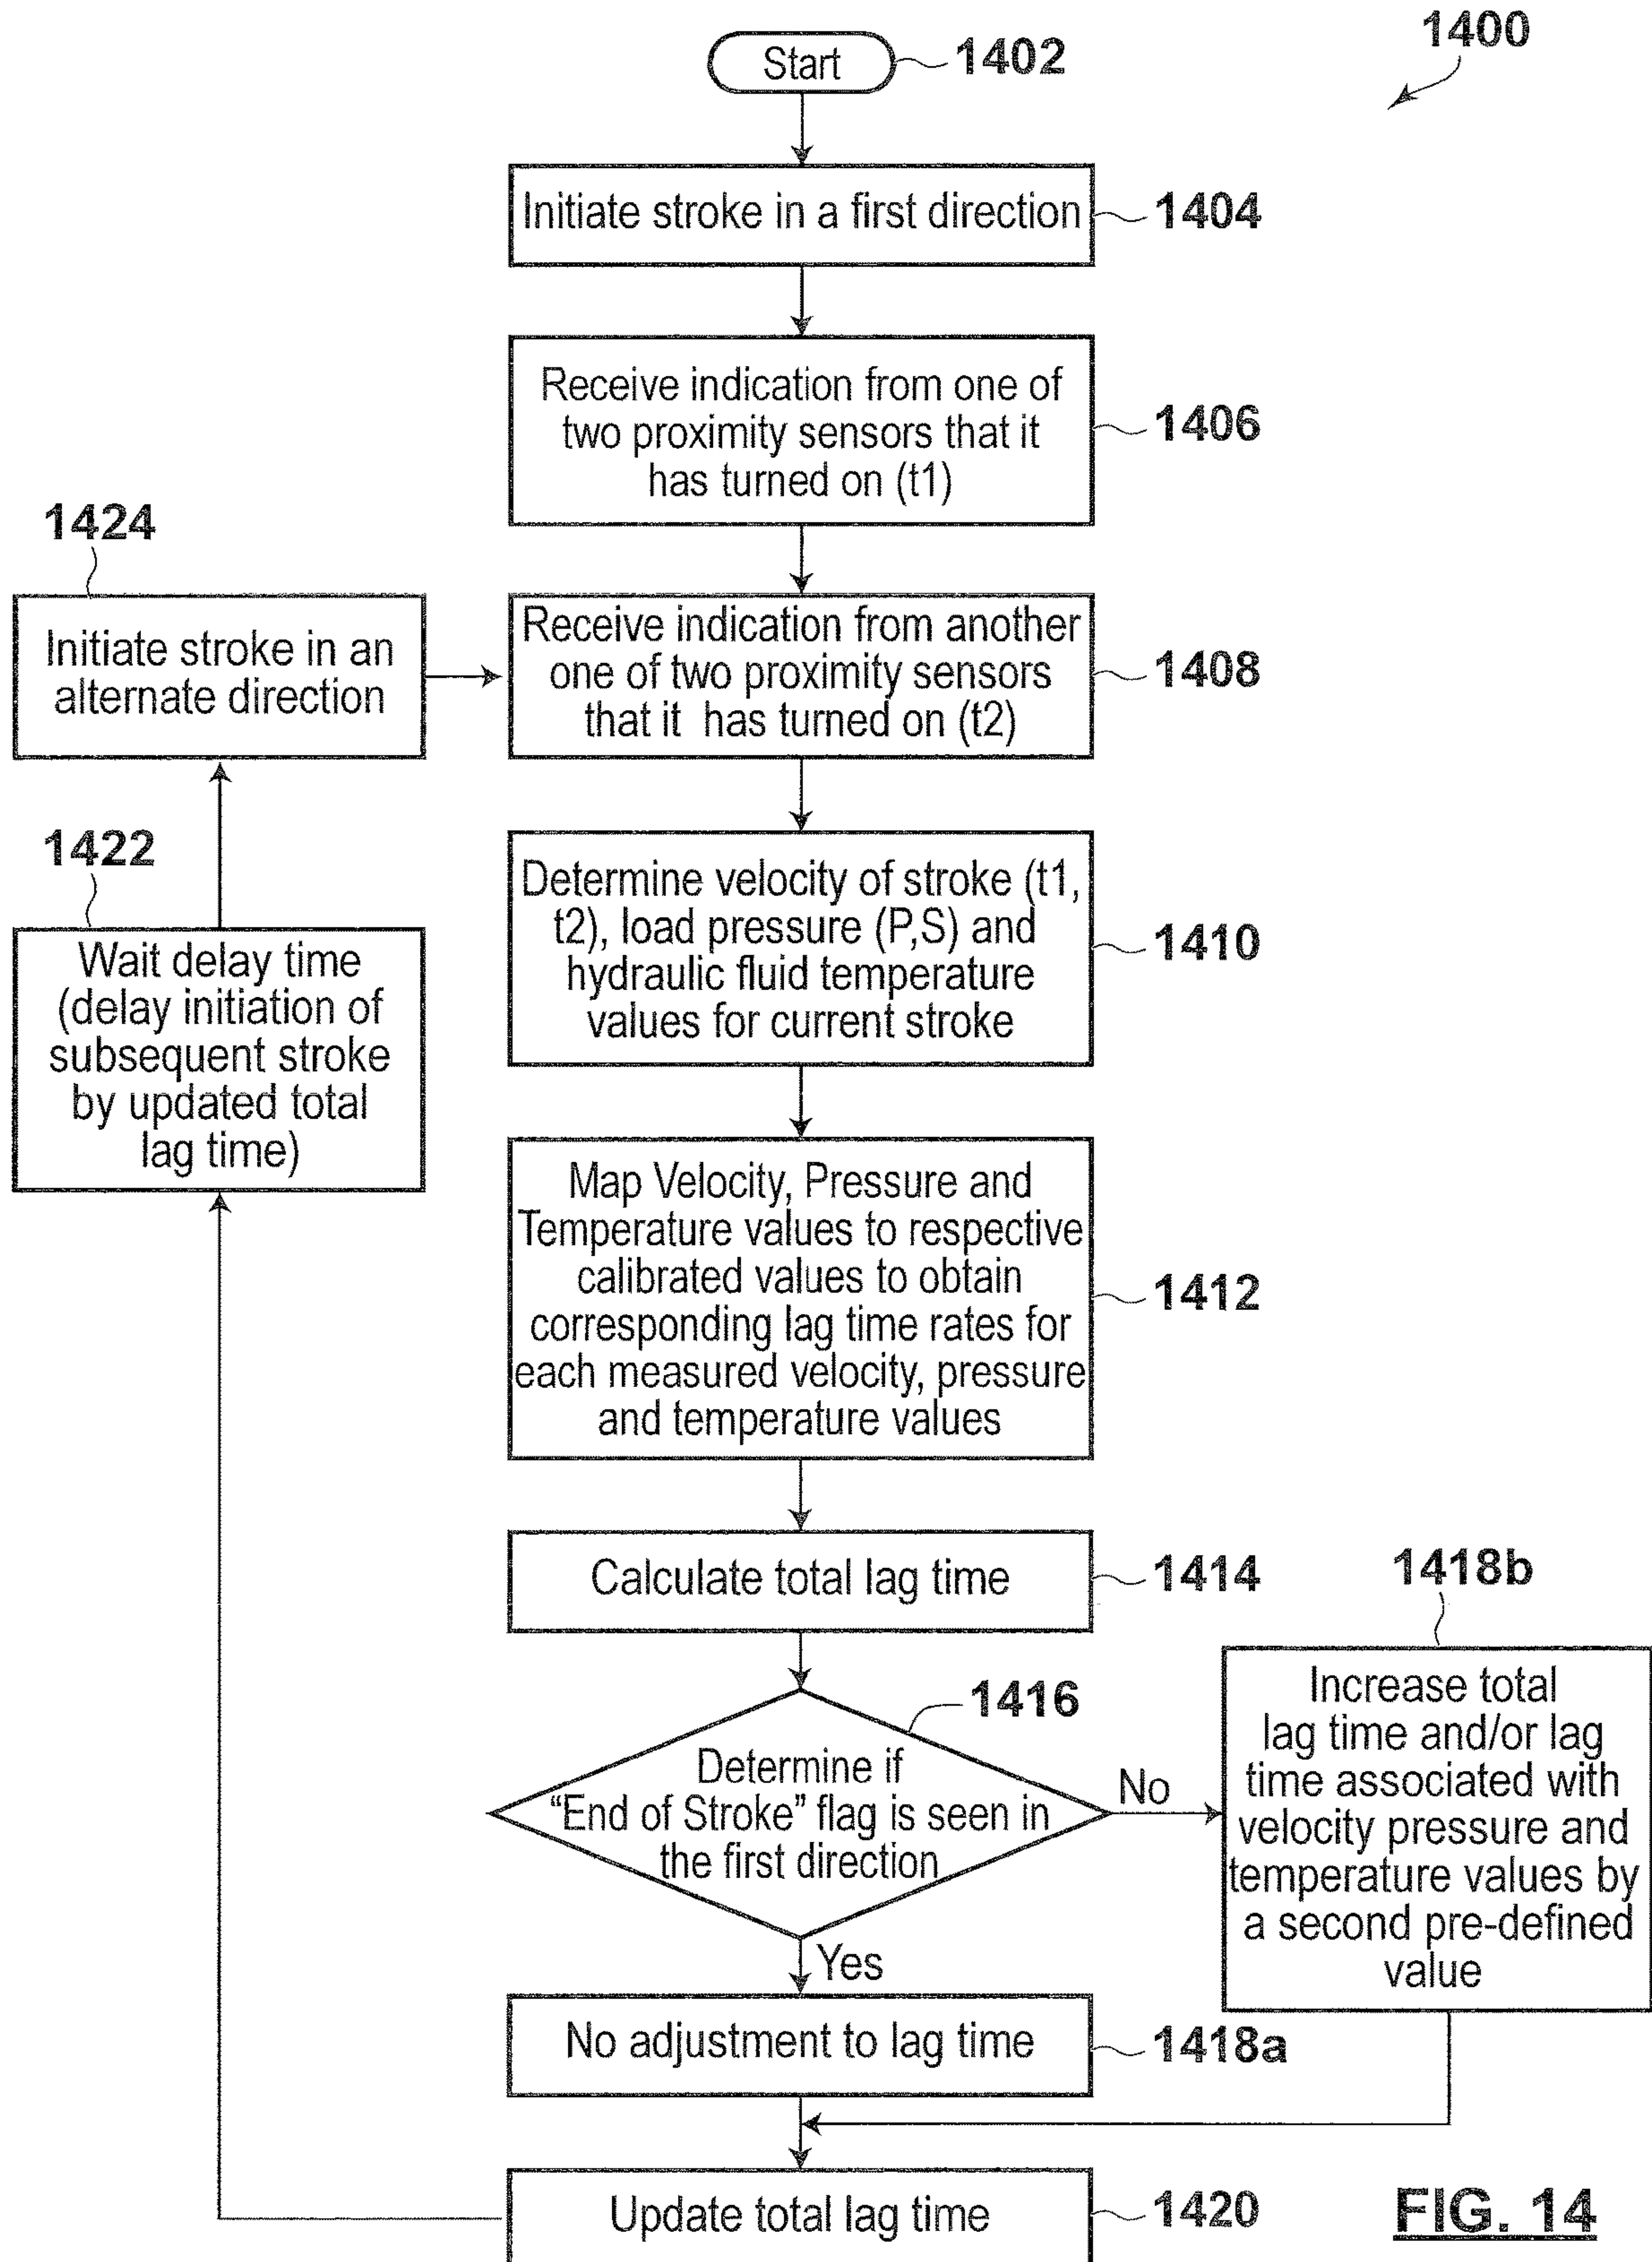 1400
Start
1402
Initiate stroke in a first direction
1404
Receive indication from one of
two proximity sensors that it
has turned on (t1)
1406
1424
Initiate stroke in an
alternate direction
Receive indication from another
one of two proximity sensors
that it has turned on (t2)
1408
1422
Wait delay time
(delay initiation of
subsequent stroke
by updated total
lag time)
Determine velocity of stroke (t1,
t2), load pressure (P,S) and
hydraulic fluid temperature
values for current stroke
1410
Map Velocity, Pressure and
Temperature values to respective
calibrated values to obtain
corresponding lag time rates for
each measured velocity, pressure
and temperature values
1412
Calculate total lag time
1414
1416
Determine if
“End of Stroke” flag is seen in
the first direction
No
1418b
Increase total
lag time and/or lag
time associated with
velocity pressure and
temperature values by
a second pre-defined
value
Yes
No adjustment to lag time
1418a
Update total lag time
1420
FIG. 14